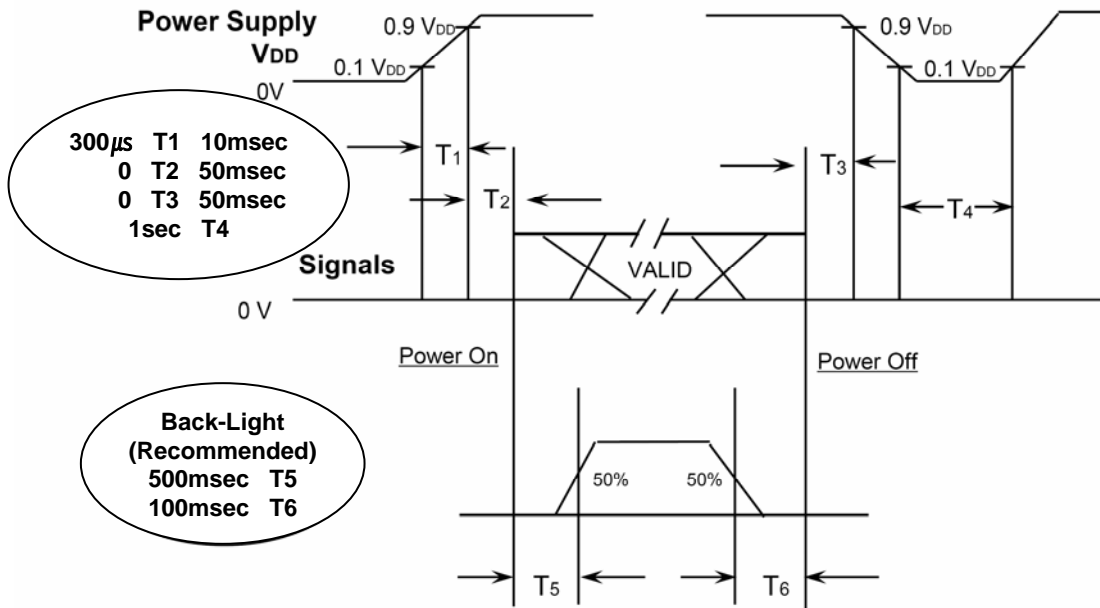 Power Supply
VDD
0.9 VDD
0.9 VDD
0.1 VDD
0.1 VDD
0V
300㎲ T1 10msec
0 T2 50msec
0 T3 50msec
1sec T4
T1
T2
T3
T4
Signals
VALID
0 V
Power On
Power Off
Back-Light
(Recommended)
500msec T5
100msec T6
50%
50%
T5
T6